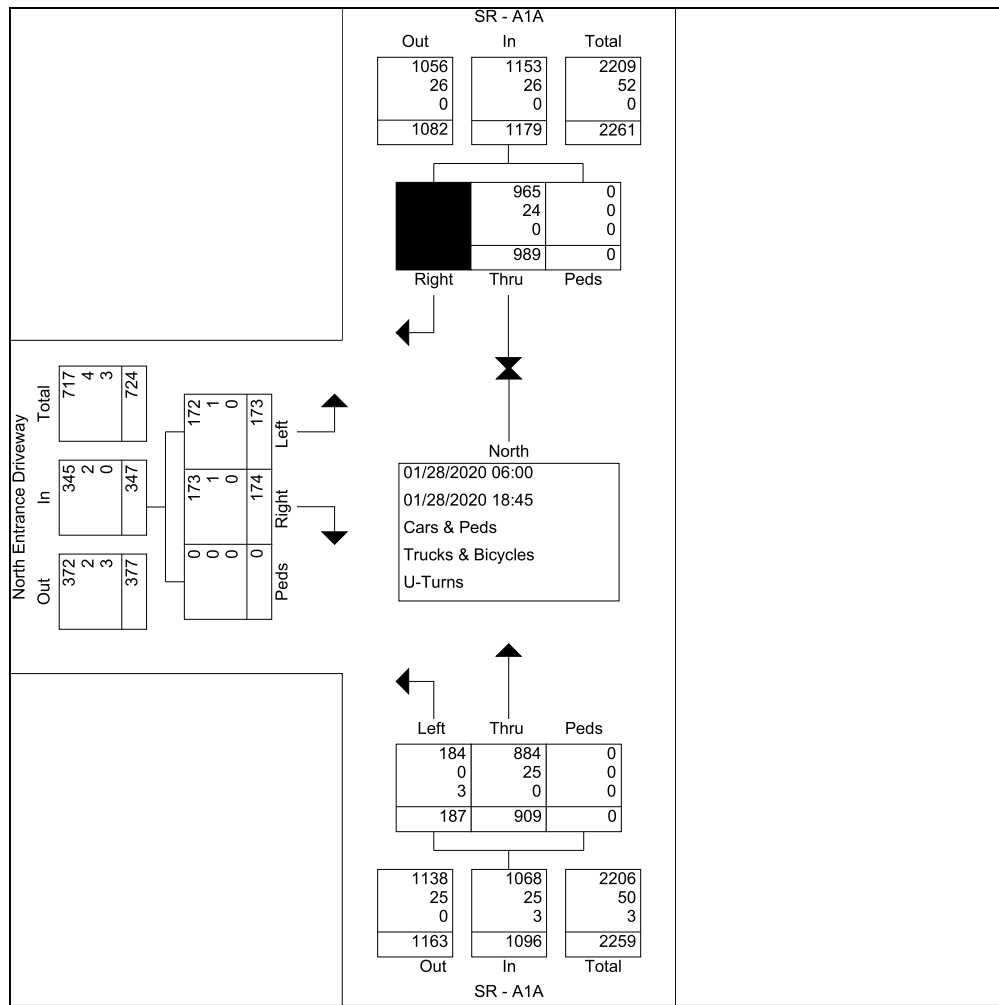 SR - A1A
Out In Total
1056 1153 2209
26 26 52
0 0 0
1082 1179 2261
965 0
24 0
0 0
989 0
Right Thru Peds
North Entrance Driveway
Total
717
4
3
724
In
345
2
0
347
Out
372
2
3
377
172
1
0
173
Left
173
1
0
174
Right
0
0
0
0
Peds
North
01/28/2020 06:00
01/28/2020 18:45
Cars & Peds
Trucks & Bicycles
U-Turns
Left Thru Peds
184 884 0
0 25 0
3 0 0
187 909 0
1138 1068 2206
25 25 50
0 3 3
1163 1096 2259
Out In Total
SR - A1A